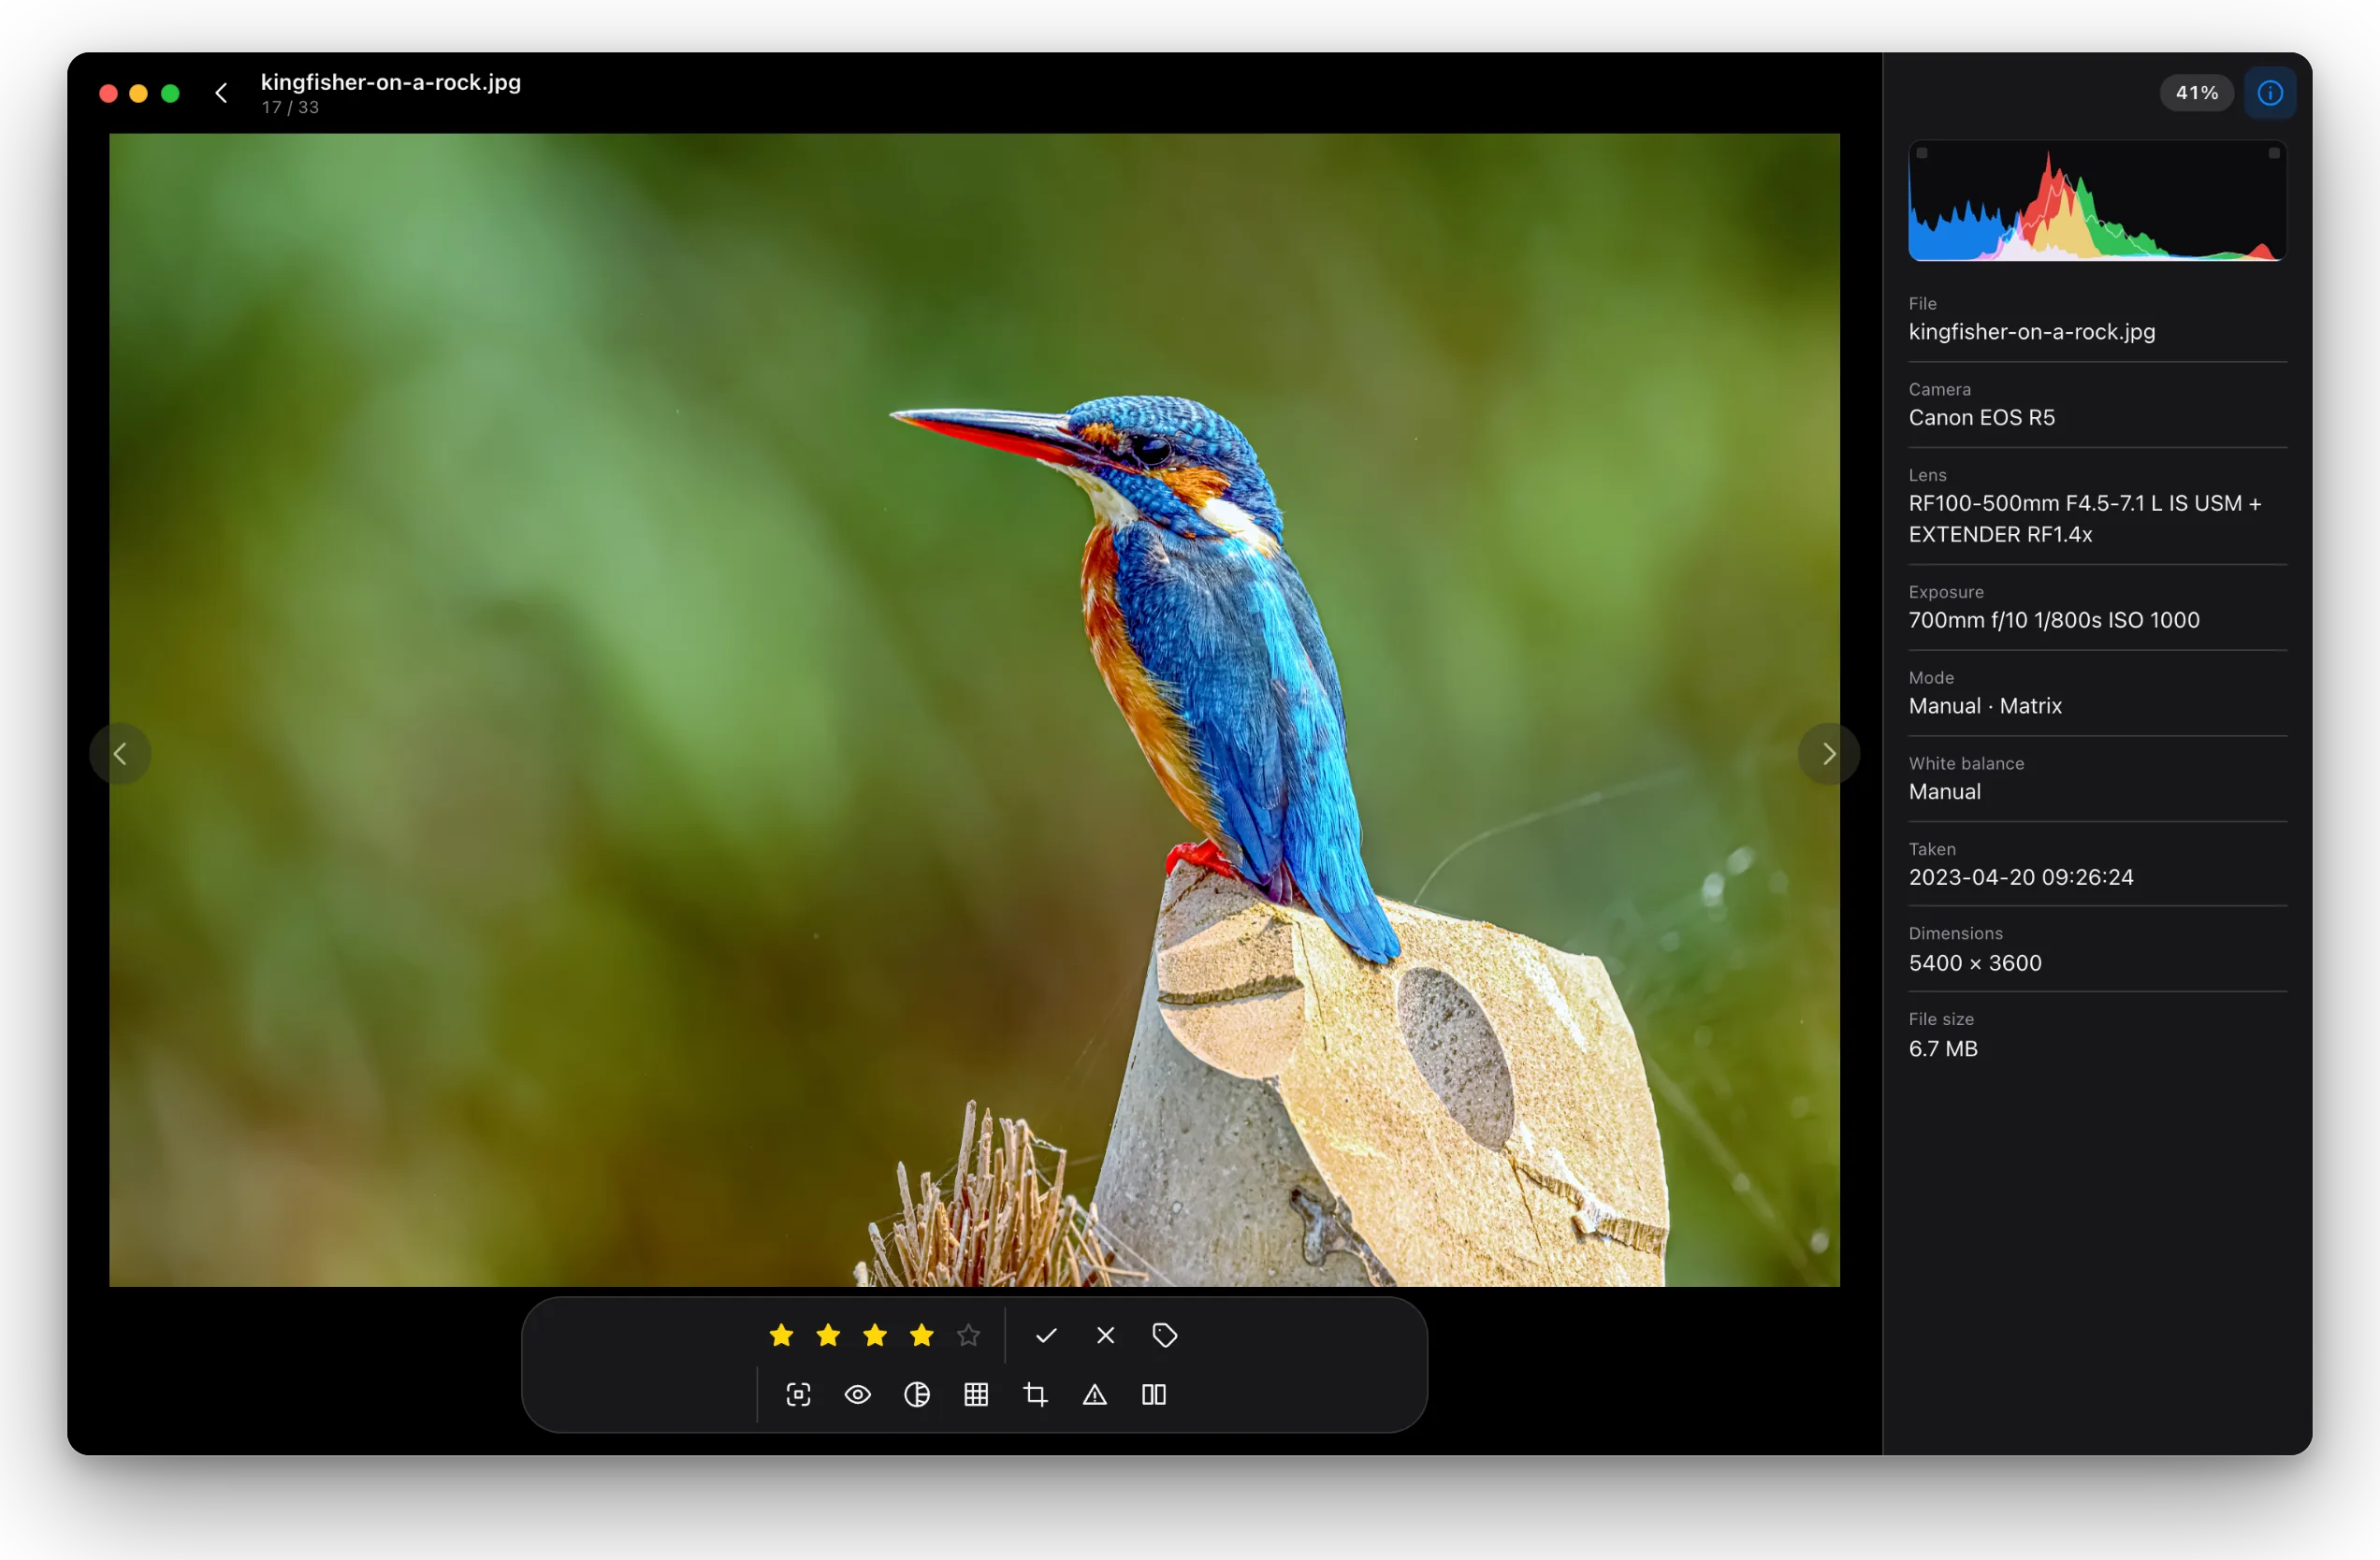 kingfisher-on-a-rock.jpg
17 / 33
41%
File
kingfisher-on-a-rock.jpg
Camera
Canon EOS R5
Lens
RF100-500mm F4.5-7.1 L IS USM +
EXTENDER RF1.4x
Exposure
700mm f/10 1/800s ISO 1000
Mode
Manual · Matrix
White balance
Manual
Taken
2023-04-20 09:26:24
Dimensions
5400 × 3600
File size
6.7 MB